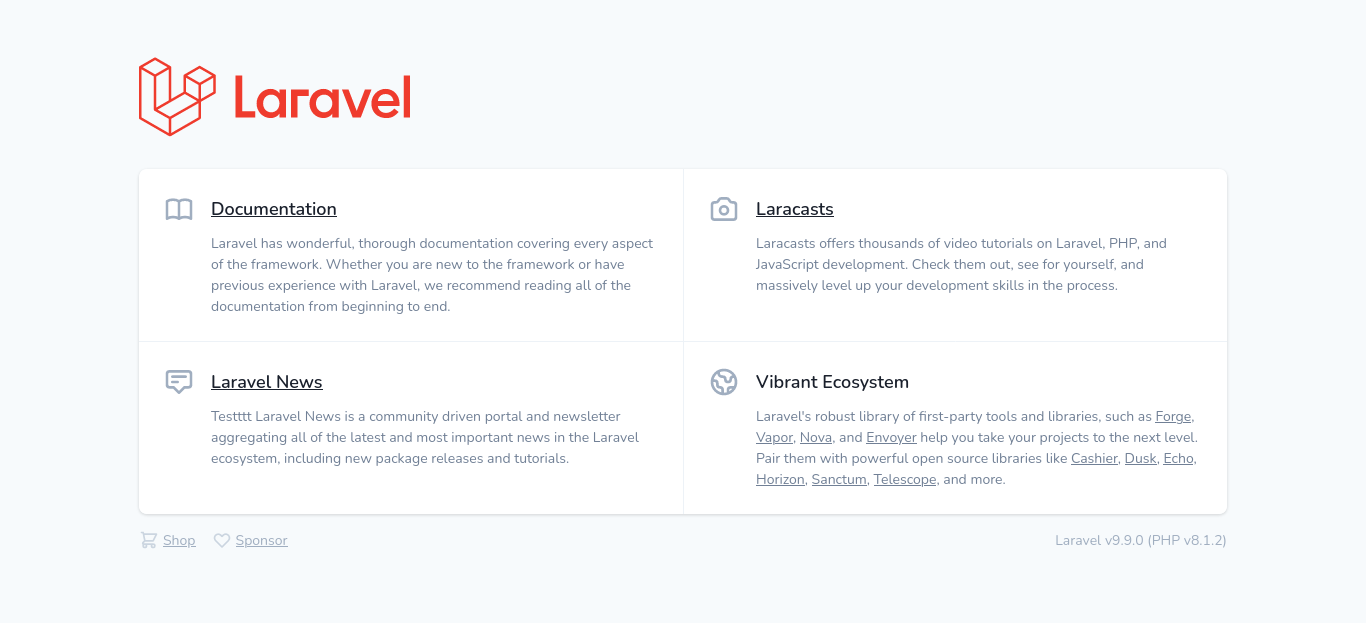 Laravel
Documentation
Laravel has wonderful, thorough documentation covering every aspect
of the framework. Whether you are new to the framework or have
previous experience with Laravel, we recommend reading all of the
documentation from beginning to end.
Laracasts
Laracasts offers thousands of video tutorials on Laravel, PHP, and
JavaScript development. Check them out, see for yourself, and
massively level up your development skills in the process.
Laravel News
Testttt Laravel News is a community driven portal and newsletter
aggregating all of the latest and most important news in the Laravel
ecosystem, including new package releases and tutorials.
Vibrant Ecosystem
Laravel's robust library of first-party tools and libraries, such as Forge,
Vapor, Nova, and Envoyer help you take your projects to the next level.
Pair them with powerful open source libraries like Cashier, Dusk, Echo,
Horizon, Sanctum, Telescope, and more.
Shop Sponsor
Laravel v9.9.0 (PHP v8.1.2)